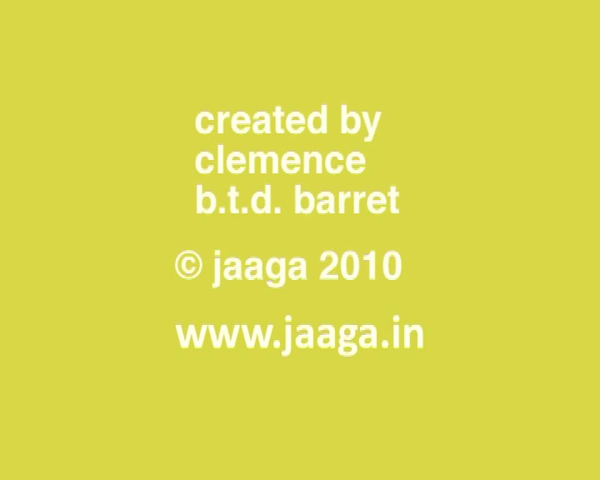 created by
clemence
b.t.d. barret
© jaaga 2010
www.jaaga.in